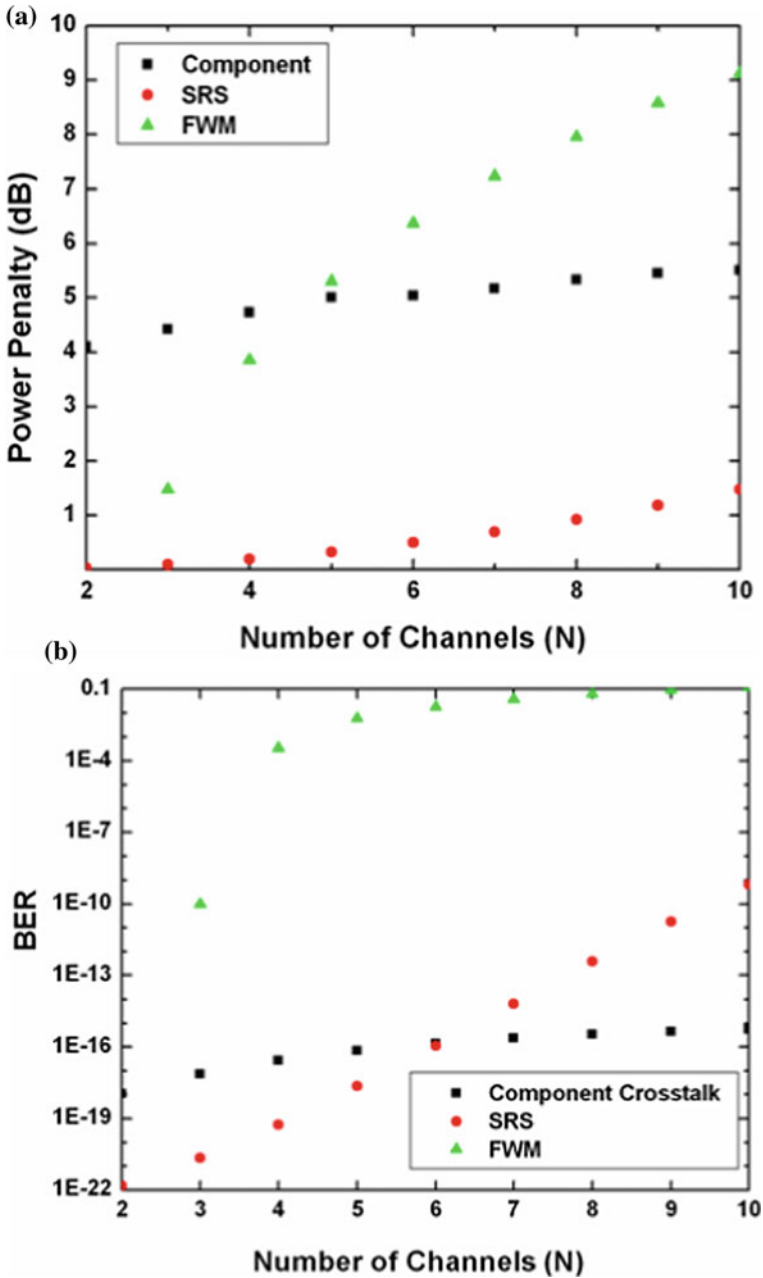 (a)
10
9
8
7
6
5
4
3
2
1
Component
SRS
FWM
Power Penalty (dB)
2 4 6 8 10
Number of Channels (N)
(b)
0.1
1E-4
1E-7
1E-10
1E-13
1E-16
1E-19
1E-22
BER
Component Crosstalk
SRS
FWM
2 3 4 5 6 7 8 9 10
Number of Channels (N)